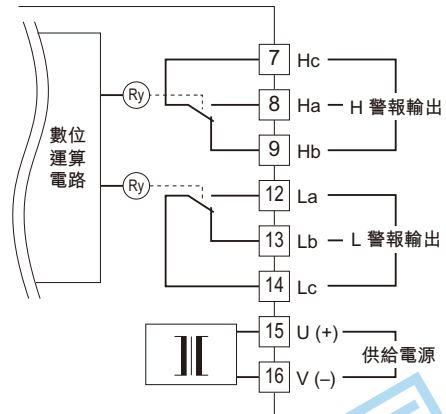 7 Hc
Ry
8 Ha
H 警報輸出
9 Hb
數位
運算
電路
Ry
12 La
13 Lb
L 警報輸出
14 Lc
15 U (+)
供給電源
16 V (–)